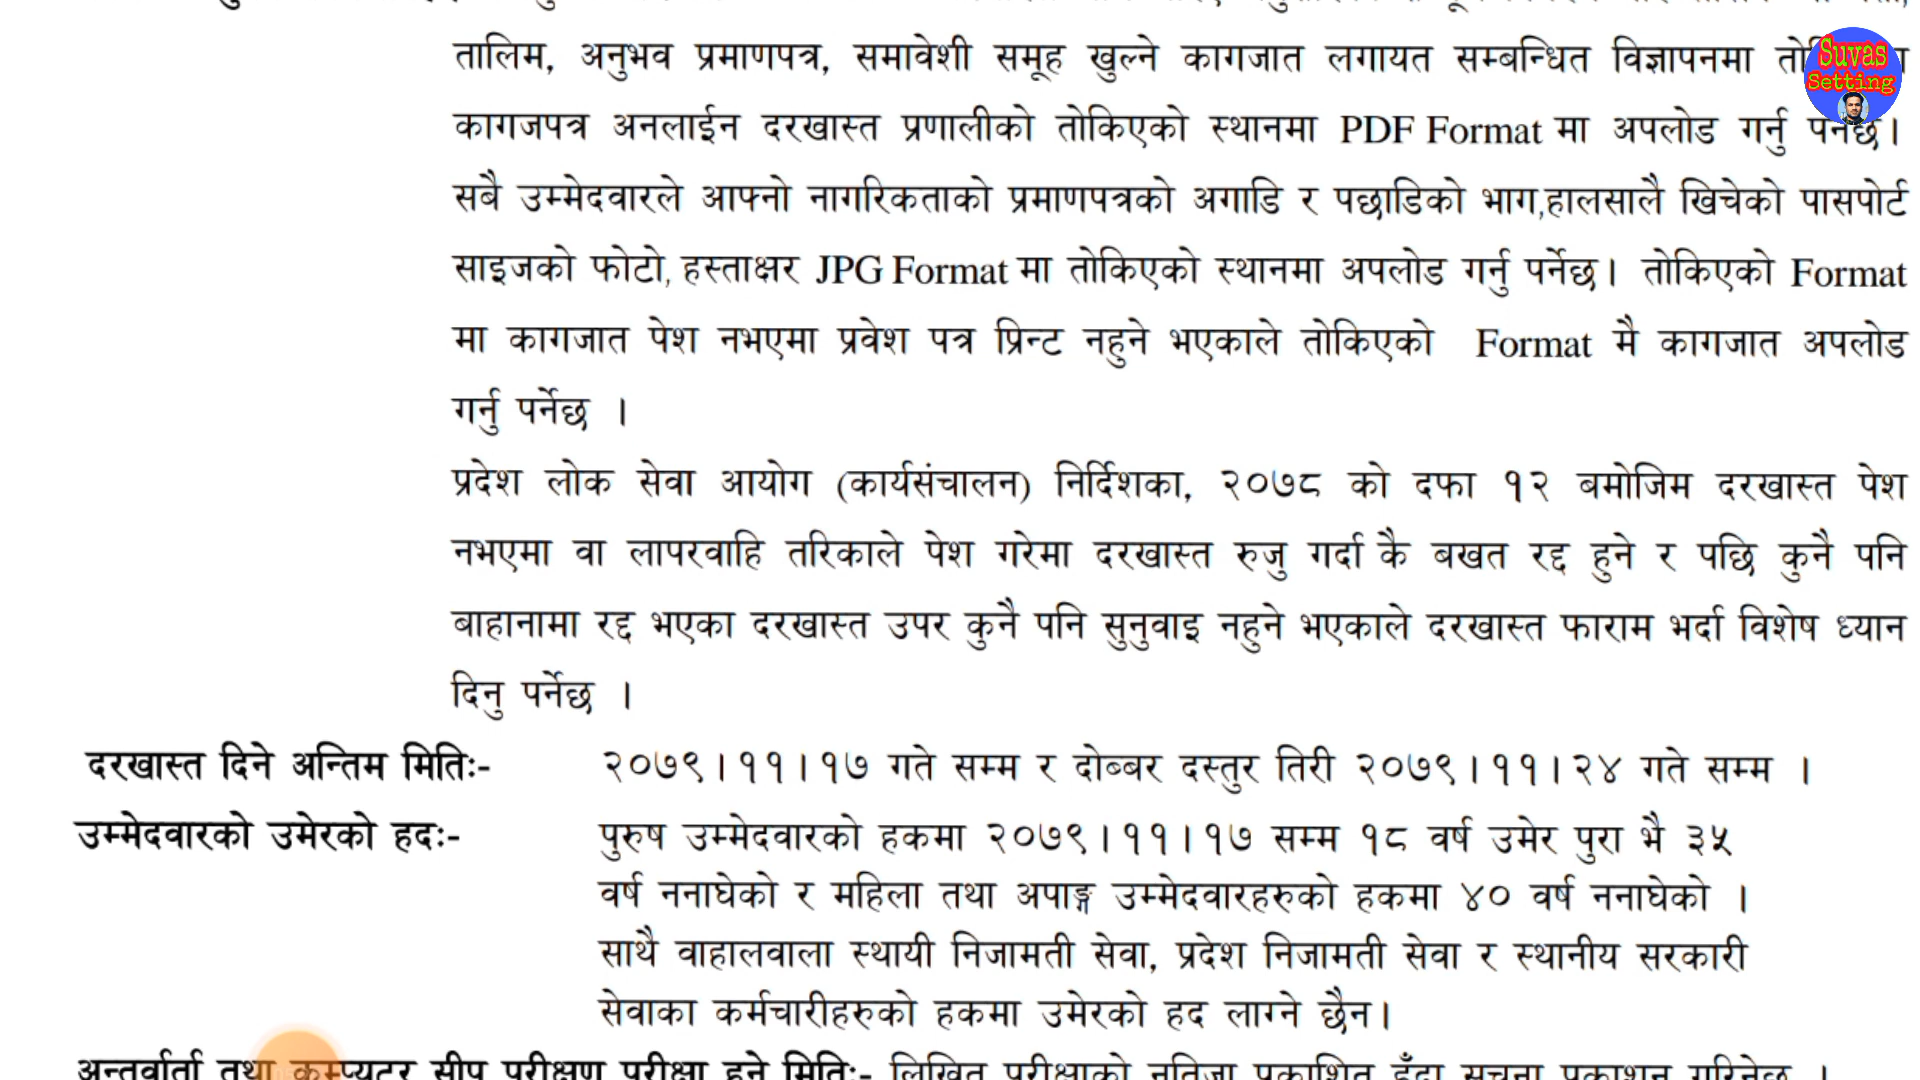 तालिम, अनुभव प्रमाणपत्र, समावेशी समूह खुल्ने कागजात लगायत सम्बन्धित विज्ञापनमा
Suvas
Setting
कागजपत्र अनलाईन दरखास्त प्रणालीको तोकिएको स्थानमा PDF Format मा अपलोड गर्नु पर्नेछ।
सबै उम्मेदवारले आफ्नो नागरिकताको प्रमाणपत्रको अगाडि र पछाडिको भाग,हालसालै खिचेको पासपोर्ट
साइजको फोटो, हस्ताक्षर JPG Format मा तोकिएको स्थानमा अपलोड गर्नु पर्नेछ। तोकिएको Format
मा कागजात पेश नभएमा प्रवेश पत्र प्रिन्ट नहुने भएकाले तोकिएको Format मै कागजात अपलोड
गर्नु पर्नेछ ।
प्रदेश लोक सेवा आयोग (कार्यसंचालन) निर्दिशका, २०७८ को दफा १२ बमोजिम दरखास्त पेश
नभएमा वा लापरवाहि तरिकाले पेश गरेमा दरखास्त रुजु गर्दा कै बखत रद्द हुने र पछि कुनै पनि
बाहानामा रद्द भएका दरखास्त उपर कुनै पनि सुनुवाइ नहुने भएकाले दरखास्त फाराम भर्दा विशेष ध्यान
दिनु पर्नेछ ।
दरखास्त दिने अन्तिम मितिः- २०७९।११।१७ गते सम्म र दोब्बर दस्तुर तिरी २०७९।११।२४ गते सम्म ।
उम्मेदवारको उमेरको हदः- पुरुष उम्मेदवारको हकमा २०७९।११।१७ सम्म १८ वर्ष उमेर पुरा भै ३५
वर्ष ननाघेको र महिला तथा अपाङ्ग उम्मेदवारहरुको हकमा ४० वर्ष ननाघेको ।
साथै वाहालवाला स्थायी निजामती सेवा, प्रदेश निजामती सेवा र स्थानीय सरकारी
सेवाका कर्मचारीहरुको हकमा उमेरको हद लाग्ने छैन।
अन्तर्वार्ता तथा कम्प्युटर सीप परीक्षण परीक्षा हुने मितिः- लिखित परीक्षाको नतिजा प्रकाशित हुँदा सूचना प्रकाशन गरिनेछ ।